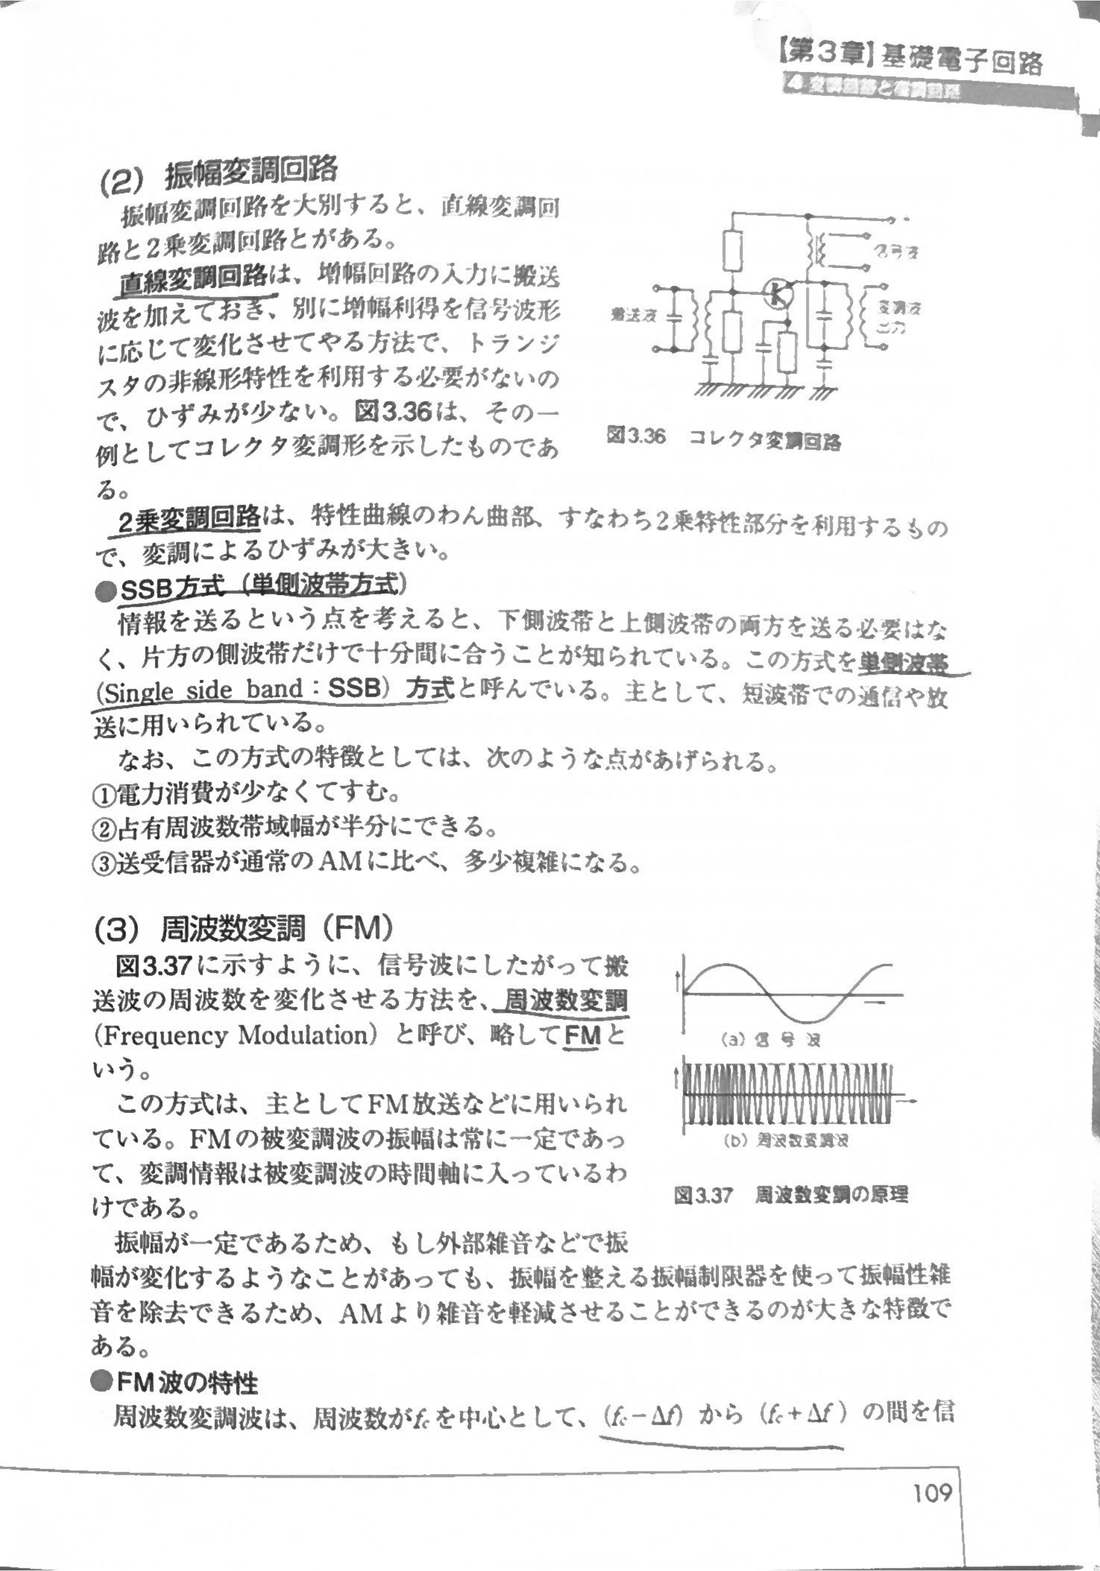 【第3章】基礎電子回路
4 変調回路と復調回路
(2) 振幅変調回路
振幅変調回路を大別すると、直線変調回
路と2乗変調回路とがある。
直線変調回路は、増幅回路の入力に搬送
波を加えておき、別に増幅利得を信号波形
に応じて変化させてやる方法で、トランジ
スタの非線形特性を利用する必要がないの
で、ひずみが少ない。図3.36は、その一
例としてコレクタ変調形を示したものであ
る。
搬送波
信号波
変調波
出力
図3.36 コレクタ変調回路
2乗変調回路は、特性曲線のわん曲部、すなわち2乗特性部分を利用するもの
で、変調によるひずみが大きい。
●SSB方式（単側波帯方式）
情報を送るという点を考えると、下側波帯と上側波帯の両方を送る必要はな
く、片方の側波帯だけで十分間に合うことが知られている。この方式を単側波帯
(Single side band：SSB) 方式と呼んでいる。主として、短波帯での通信や放
送に用いられている。
なお、この方式の特徴としては、次のような点があげられる。
①電力消費が少なくてすむ。
②占有周波数帯域幅が半分にできる。
③送受信器が通常のAMに比べ、多少複雑になる。
(3) 周波数変調（FM）
図3.37に示すように、信号波にしたがって搬
送波の周波数を変化させる方法を、周波数変調
(Frequency Modulation) と呼び、略してFMと
いう。
この方式は、主としてFM放送などに用いられ
ている。FMの被変調波の振幅は常に一定であっ
て、変調情報は被変調波の時間軸に入っているわ
けである。
(a) 信号波
(b) 周波数変調波
図3.37 周波数変調の原理
振幅が一定であるため、もし外部雑音などで振
幅が変化するようなことがあっても、振幅を整える振幅制限器を使って振幅性雑
音を除去できるため、AMより雑音を軽減させることができるのが大きな特徴で
ある。
●FM波の特性
周波数変調波は、周波数がfcを中心として、(fc−Δf) から (fc+Δf) の間を信
109